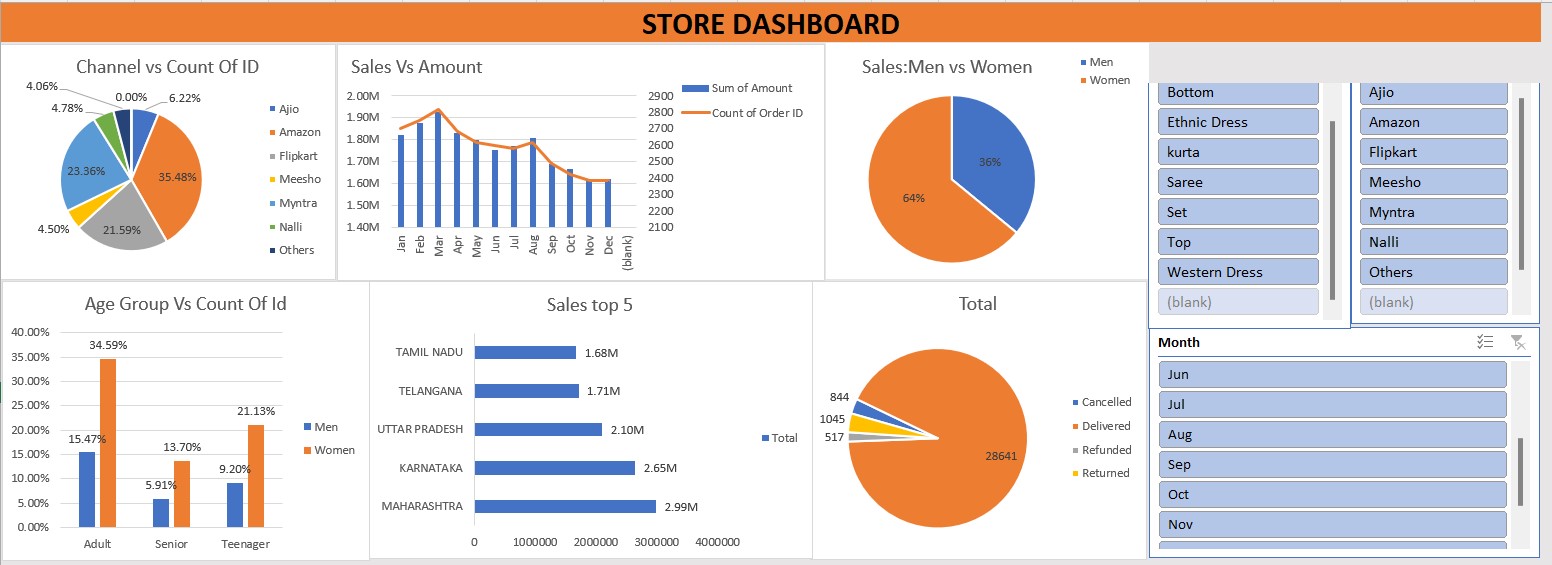 STORE DASHBOARD
Channel vs Count Of ID
4.06%
0.00%
6.22%
4.78%
23.36%
35.48%
4.50%
21.59%
Ajio
Amazon
Flipkart
Meesho
Myntra
Nalli
Others
Sales Vs Amount
2.00M
1.90M
1.80M
1.70M
1.60M
1.50M
1.40M
2900
2800
2700
2600
2500
2400
2300
2200
2100
Jan
Feb
Mar
Apr
May
Jun
Jul
Aug
Sep
Oct
Nov
Dec
(blank)
Sum of Amount
Count of Order ID
Sales:Men vs Women
Men
Women
36%
64%
Bottom
Ethnic Dress
kurta
Saree
Set
Top
Western Dress
(blank)
Ajio
Amazon
Flipkart
Meesho
Myntra
Nalli
Others
(blank)
Age Group Vs Count Of Id
40.00%
35.00%
30.00%
25.00%
20.00%
15.00%
10.00%
5.00%
0.00%
34.59%
15.47%
13.70%
5.91%
21.13%
9.20%
Adult
Senior
Teenager
Men
Women
Sales top 5
TAMIL NADU
1.68M
TELANGANA
1.71M
UTTAR PRADESH
2.10M
KARNATAKA
2.65M
MAHARASHTRA
2.99M
0
1000000
2000000
3000000
4000000
Total
Total
844
1045
517
28641
Cancelled
Delivered
Refunded
Returned
Month
Jun
Jul
Aug
Sep
Oct
Nov